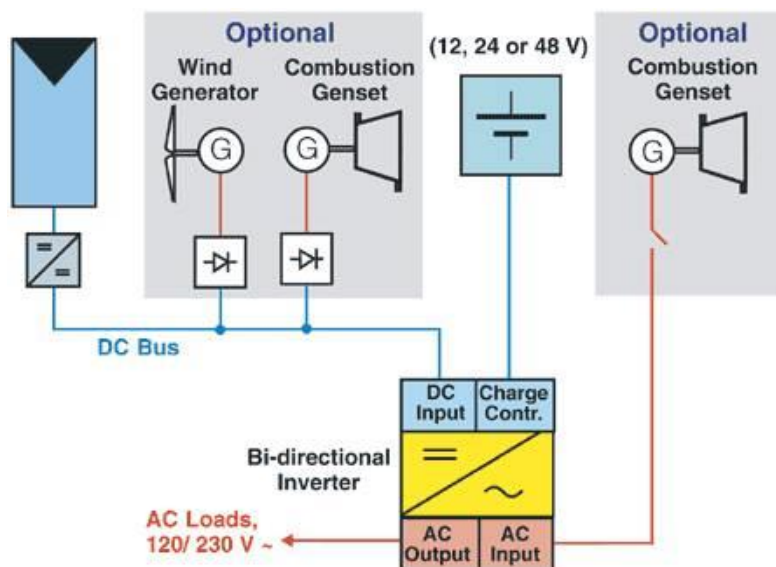 Optional
Wind
Generator
Combustion
Genset
G
G
(12, 24 or 48 V)
Optional
Combustion
Genset
G
DC Bus
DC
Input
Charge
Contr.
Bi-directional
Inverter
AC Loads,
120/ 230 V ~
AC
Output
AC
Input